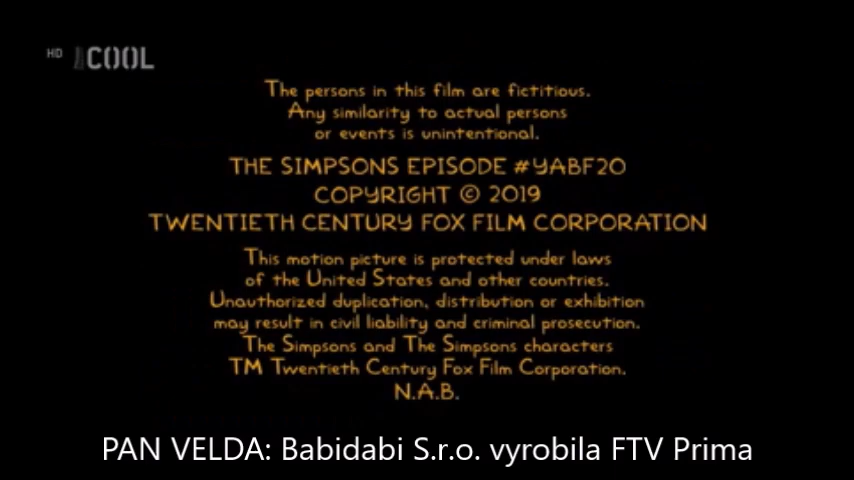 HD COOL
The persons in this film are fictitious.
Any similarity to actual persons
or events is unintentional.
THE SIMPSONS EPISODE #YABF20
COPYRIGHT © 2019
TWENTIETH CENTURY FOX FILM CORPORATION
This motion picture is protected under laws
of the United States and other countries.
Unauthorized duplication, distribution or exhibition
may result in civil liability and criminal prosecution.
The Simpsons and The Simpsons characters
TM Twentieth Century Fox Film Corporation.
N.A.B.
PAN VELDA: Babidabi S.r.o. vyrobila FTV Prima